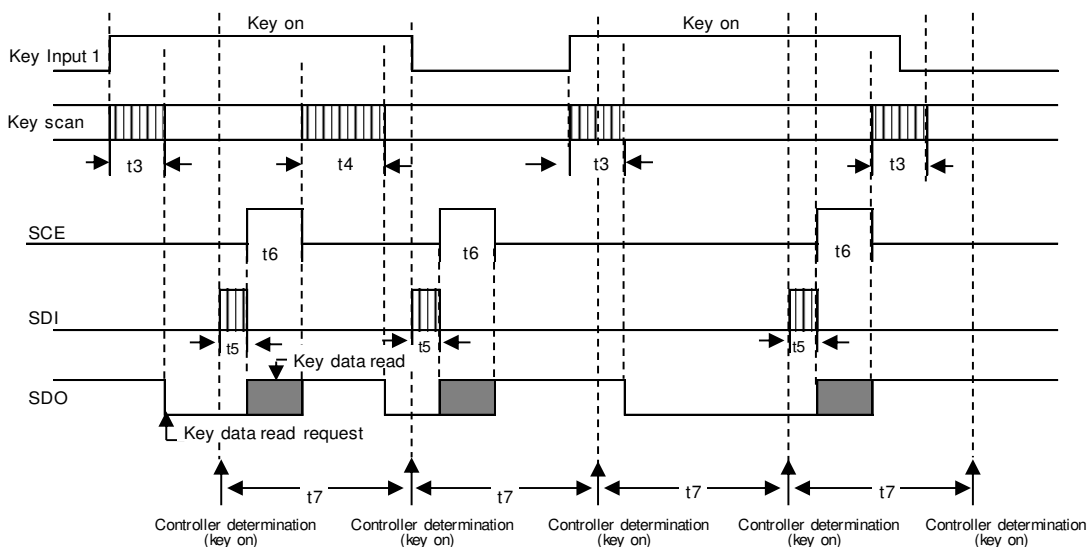 Key on
Key on
Key Input 1
Key scan
t3
t4
t3
t3
SCE
t6
t6
t6
SDI
t5
t5
t5
Key data read
SDO
Key data read request
t7
t7
t7
t7
Controller determination
(key on)
Controller determination
(key on)
Controller determination
(key on)
Controller determination
(key on)
Controller determination
(key on)